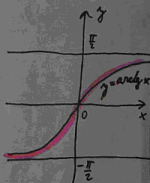 y
π/2
y = arctg x
0
x
-π/2